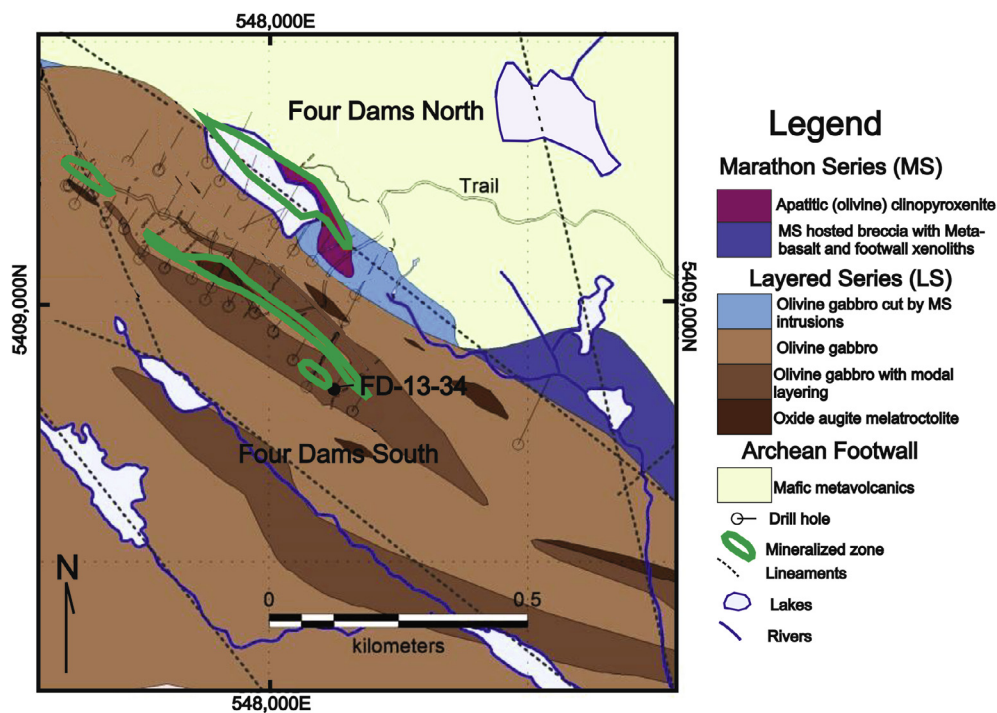 548,000E
Four Dams North
Trail
5409,000N
5409,000N
FD-13-34
Four Dams South
N
0 0.5
kilometers
548,000E
Legend
Marathon Series (MS)
Apatitic (olivine) clinopyroxenite
MS hosted breccia with Meta-
basalt and footwall xenoliths
Layered Series (LS)
Olivine gabbro cut by MS
intrusions
Olivine gabbro
Olivine gabbro with modal
layering
Oxide augite melatroctolite
Archean Footwall
Mafic metavolcanics
Drill hole
Mineralized zone
Lineaments
Lakes
Rivers